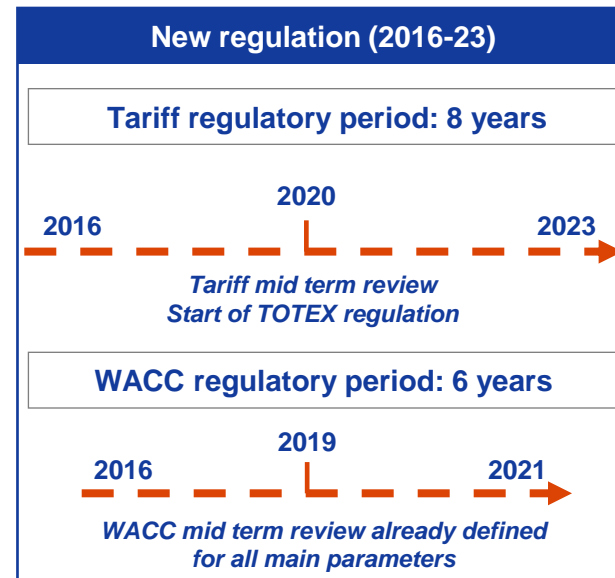 New regulation (2016-23)
Tariff regulatory period: 8 years
2020
2016
2023
Tariff mid term review
Start of TOTEX regulation
WACC regulatory period: 6 years
2019
2016
2021
WACC mid term review already defined
for all main parameters